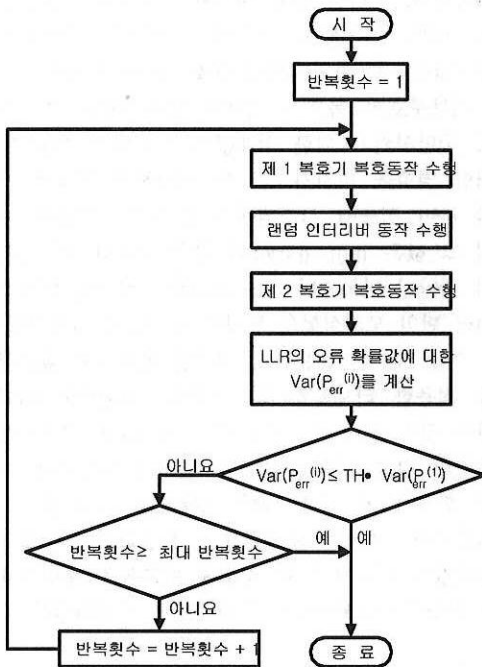 시 작
반복횟수 = 1
제 1 복호기 복호동작 수행
랜덤 인터리버 동작 수행
제 2 복호기 복호동작 수행
LLR의 오류 확률값에 대한
Var(P_err^(i))를 계산
Var(P_err^(i)) ≤ TH• Var(P_err^(1))
아니요
예
반복횟수≥ 최대 반복횟수
예
아니요
반복횟수 = 반복횟수 + 1
종 료